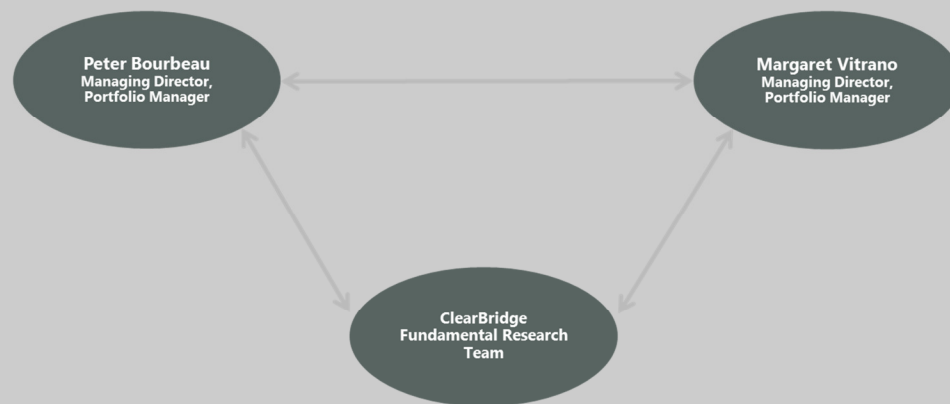 Peter Bourbeau
Managing Director,
Portfolio Manager
Margaret Vitrano
Managing Director,
Portfolio Manager
ClearBridge
Fundamental Research
Team